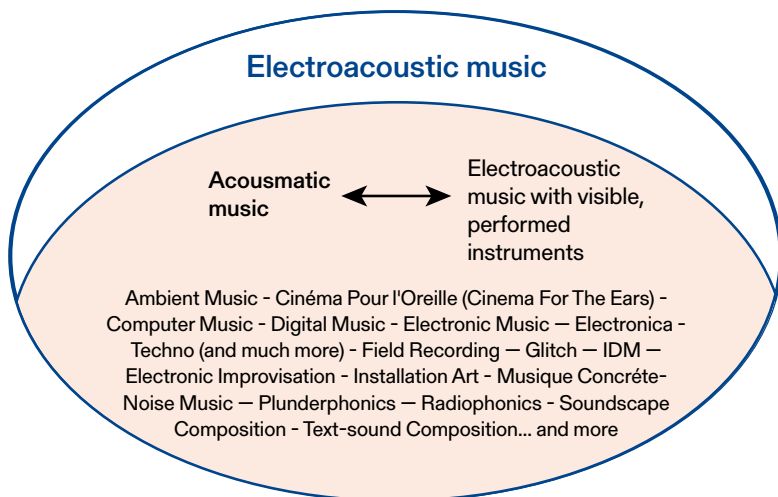 Electroacoustic music
Acousmatic
music
Electroacoustic
music with visible,
performed
instruments
Ambient Music - Cinéma Pour l'Oreille (Cinema For The Ears) -
Computer Music - Digital Music - Electronic Music — Electronica -
Techno (and much more) - Field Recording — Glitch — IDM —
Electronic Improvisation - Installation Art - Musique Concréte-
Noise Music — Plunderphonics — Radiophonics - Soundscape
Composition - Text-sound Composition... and more